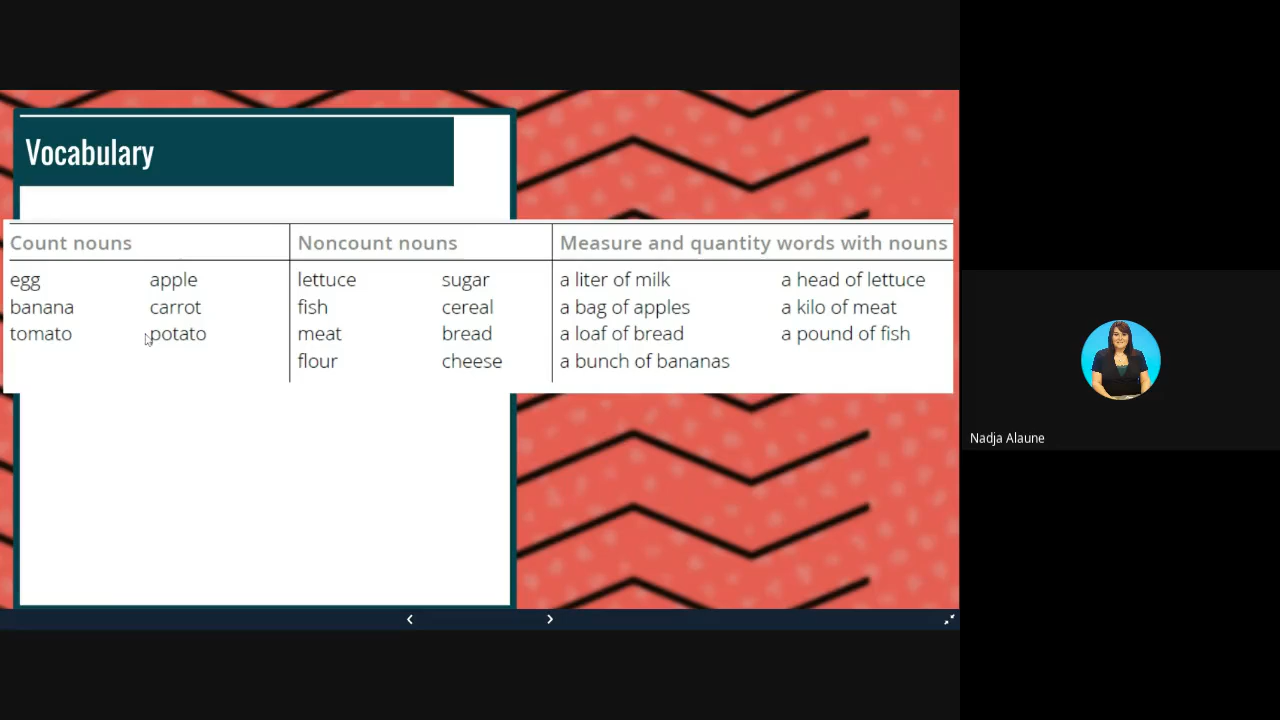 Vocabulary
Count nouns Noncount nouns Measure and quantity words with nouns
egg apple lettuce sugar a liter of milk a head of lettuce
banana carrot fish cereal a bag of apples a kilo of meat
tomato potato meat bread a loaf of bread a pound of fish
flour cheese a bunch of bananas
Nadja Alaune